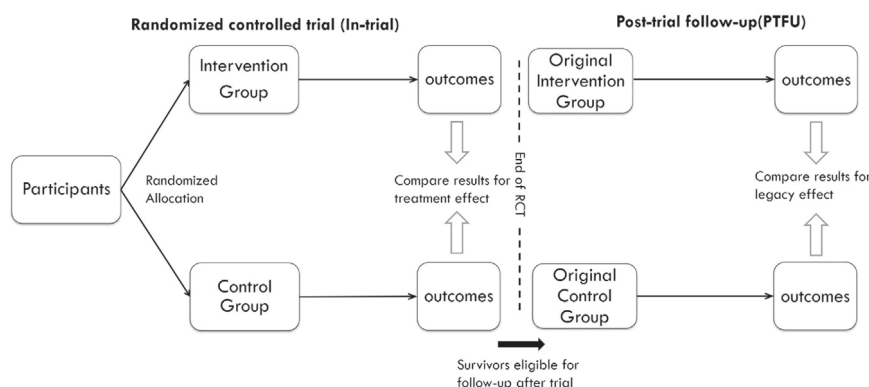 Randomized controlled trial (In-trial)
Post-trial follow-up(PTFU)
Intervention
Group
outcomes
Original
Intervention
Group
outcomes
Participants
Randomized
Allocation
Compare results for
treatment effect
End of RCT
Compare results for
legacy effect
Control
Group
outcomes
Original
Control
Group
outcomes
Survivors eligible for
follow-up after trial